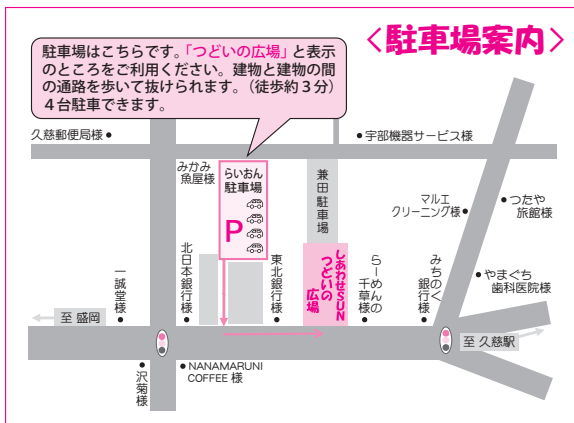 〈駐車場案内〉
駐車場はこちらです。「つどいの広場」と表示
のところをご利用ください。建物と建物の間
の通路を歩いて抜けられます。（徒歩約３分）
４台駐車できます。
久慈郵便局様
宇部機器サービス様
みかみ
魚屋様
らいおん
駐車場
P
兼田駐車場
マルエ
クリーニング様
つたや
旅館様
一誠堂様
北日本銀行様
東北銀行様
しあわせSUN
つどいの
広場
らーめんの
千草様
みちのく
銀行様
やまぐち
歯科医院様
至 盛岡
至 久慈駅
沢菊様
NANAMARUNI
COFFEE 様